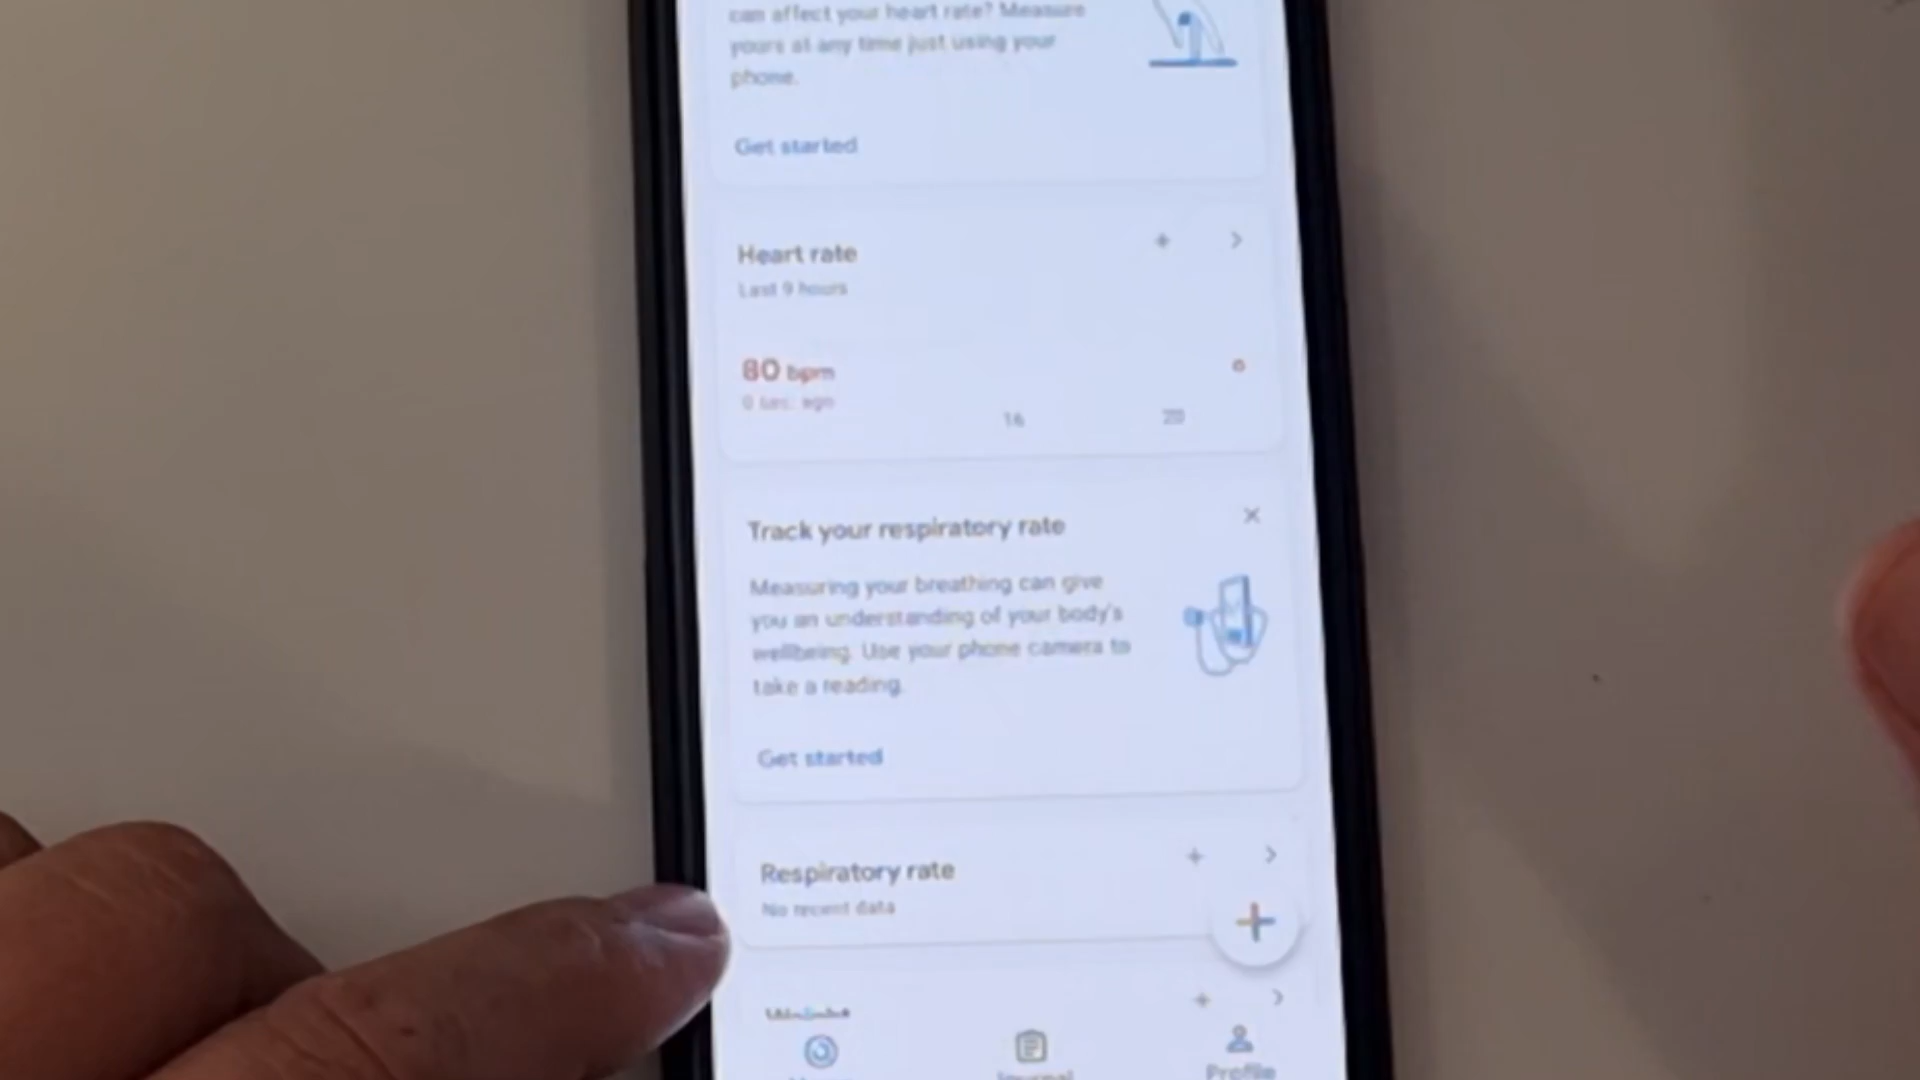 can affect your heart rate? Measure
yours at any time just using your
phone.
Get started
Heart rate
Last 9 hours
80 bpm
0 sec. ago
16
20
Track your respiratory rate
Measuring your breathing can give
you an understanding of your body's
wellbeing. Use your phone camera to
take a reading.
Get started
Respiratory rate
No recent data
Journal
Profile